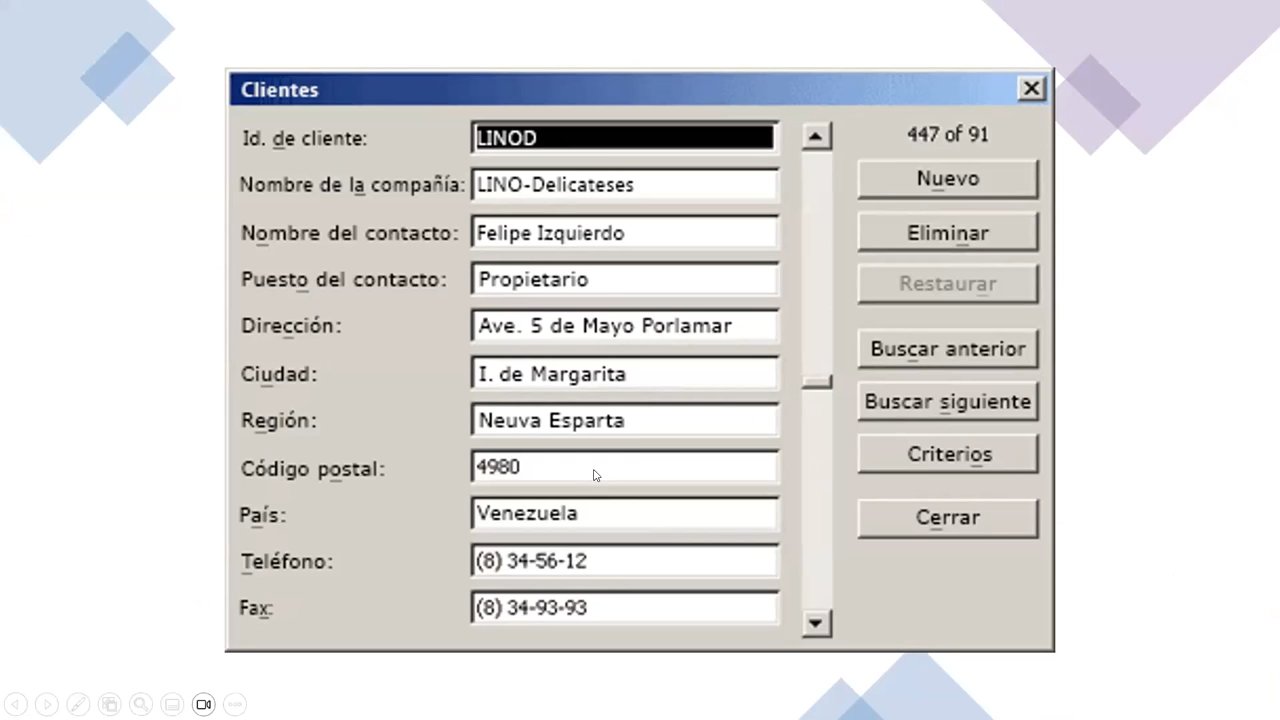 Clientes
Id. de cliente: LINOD
447 of 91
Nombre de la compañía: LINO-Delicateses
Nuevo
Nombre del contacto: Felipe Izquierdo
Eliminar
Puesto del contacto: Propietario
Restaurar
Dirección: Ave. 5 de Mayo Porlamar
Buscar anterior
Ciudad: I. de Margarita
Buscar siguiente
Región: Neuva Esparta
Criterios
Código postal: 4980
País: Venezuela
Cerrar
Teléfono: (8) 34-56-12
Fax: (8) 34-93-93